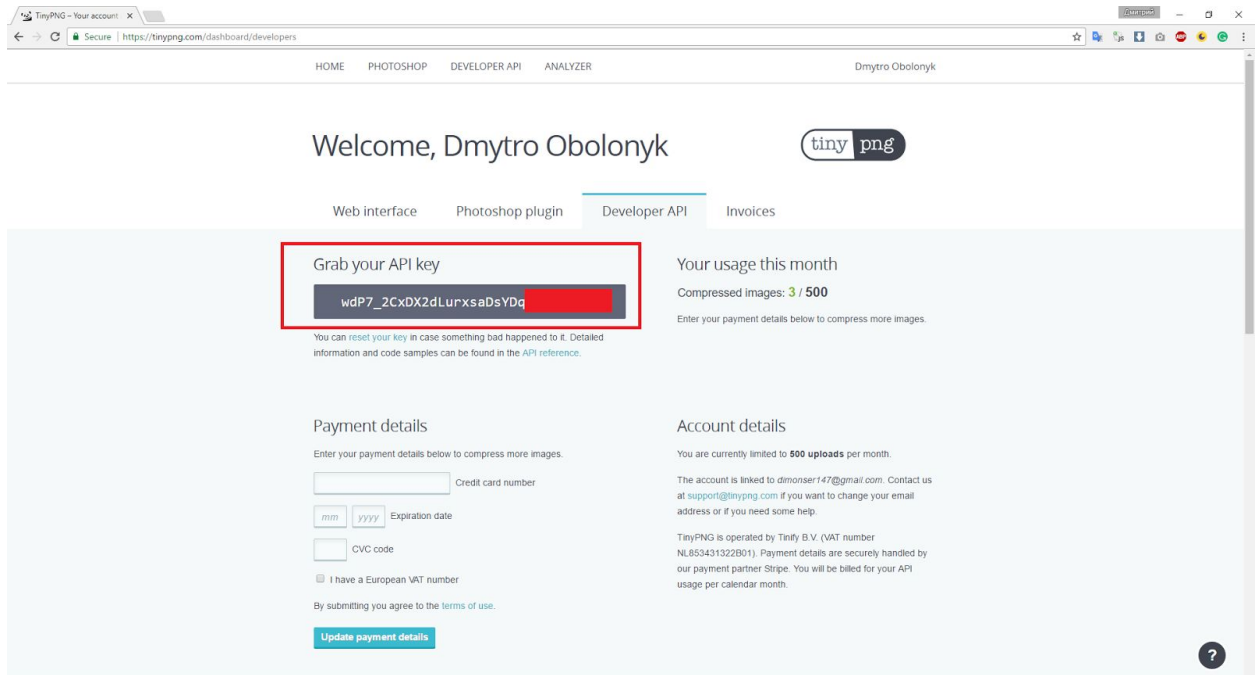 TinyPNG – Your account
Дмитрий
Secure | https://tinypng.com/dashboard/developers
HOME PHOTOSHOP DEVELOPER API ANALYZER Dmytro Obolonyk
Welcome, Dmytro Obolonyk
tiny png
Web interface Photoshop plugin Developer API Invoices
Grab your API key
wdP7_2CxDX2dLurxsaDsYDq
You can reset your key in case something bad happened to it. Detailed
information and code samples can be found in the API reference.
Your usage this month
Compressed images: 3 / 500
Enter your payment details below to compress more images.
Payment details
Enter your payment details below to compress more images.
Credit card number
mm yyyy Expiration date
CVC code
I have a European VAT number
By submitting you agree to the terms of use.
Update payment details
Account details
You are currently limited to 500 uploads per month.
The account is linked to dimonser147@gmail.com. Contact us
at support@tinypng.com if you want to change your email
address or if you need some help.
TinyPNG is operated by Tinify B.V. (VAT number
NL853431322B01). Payment details are securely handled by
our payment partner Stripe. You will be billed for your API
usage per calendar month.
?